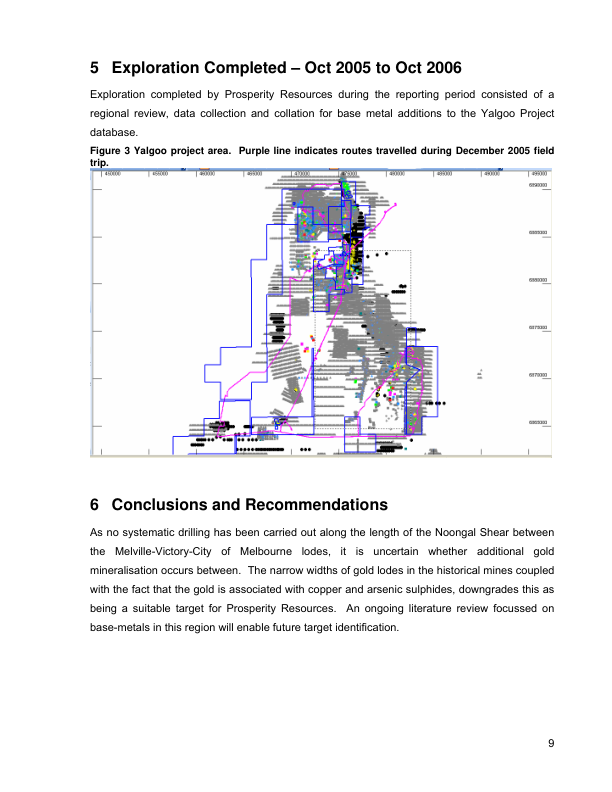 5 Exploration Completed – Oct 2005 to Oct 2006
Exploration completed by Prosperity Resources during the reporting period consisted of a
regional review, data collection and collation for base metal additions to the Yalgoo Project
database.
Figure 3 Yalgoo project area. Purple line indicates routes travelled during December 2005 field
trip.
450000 455000 460000 465000 470000 475000 480000 485000 490000 495000
6890000
6885000
6880000
6875000
6870000
6865000
6 Conclusions and Recommendations
As no systematic drilling has been carried out along the length of the Noongal Shear between
the Melville-Victory-City of Melbourne lodes, it is uncertain whether additional gold
mineralisation occurs between. The narrow widths of gold lodes in the historical mines coupled
with the fact that the gold is associated with copper and arsenic sulphides, downgrades this as
being a suitable target for Prosperity Resources. An ongoing literature review focussed on
base-metals in this region will enable future target identification.
9